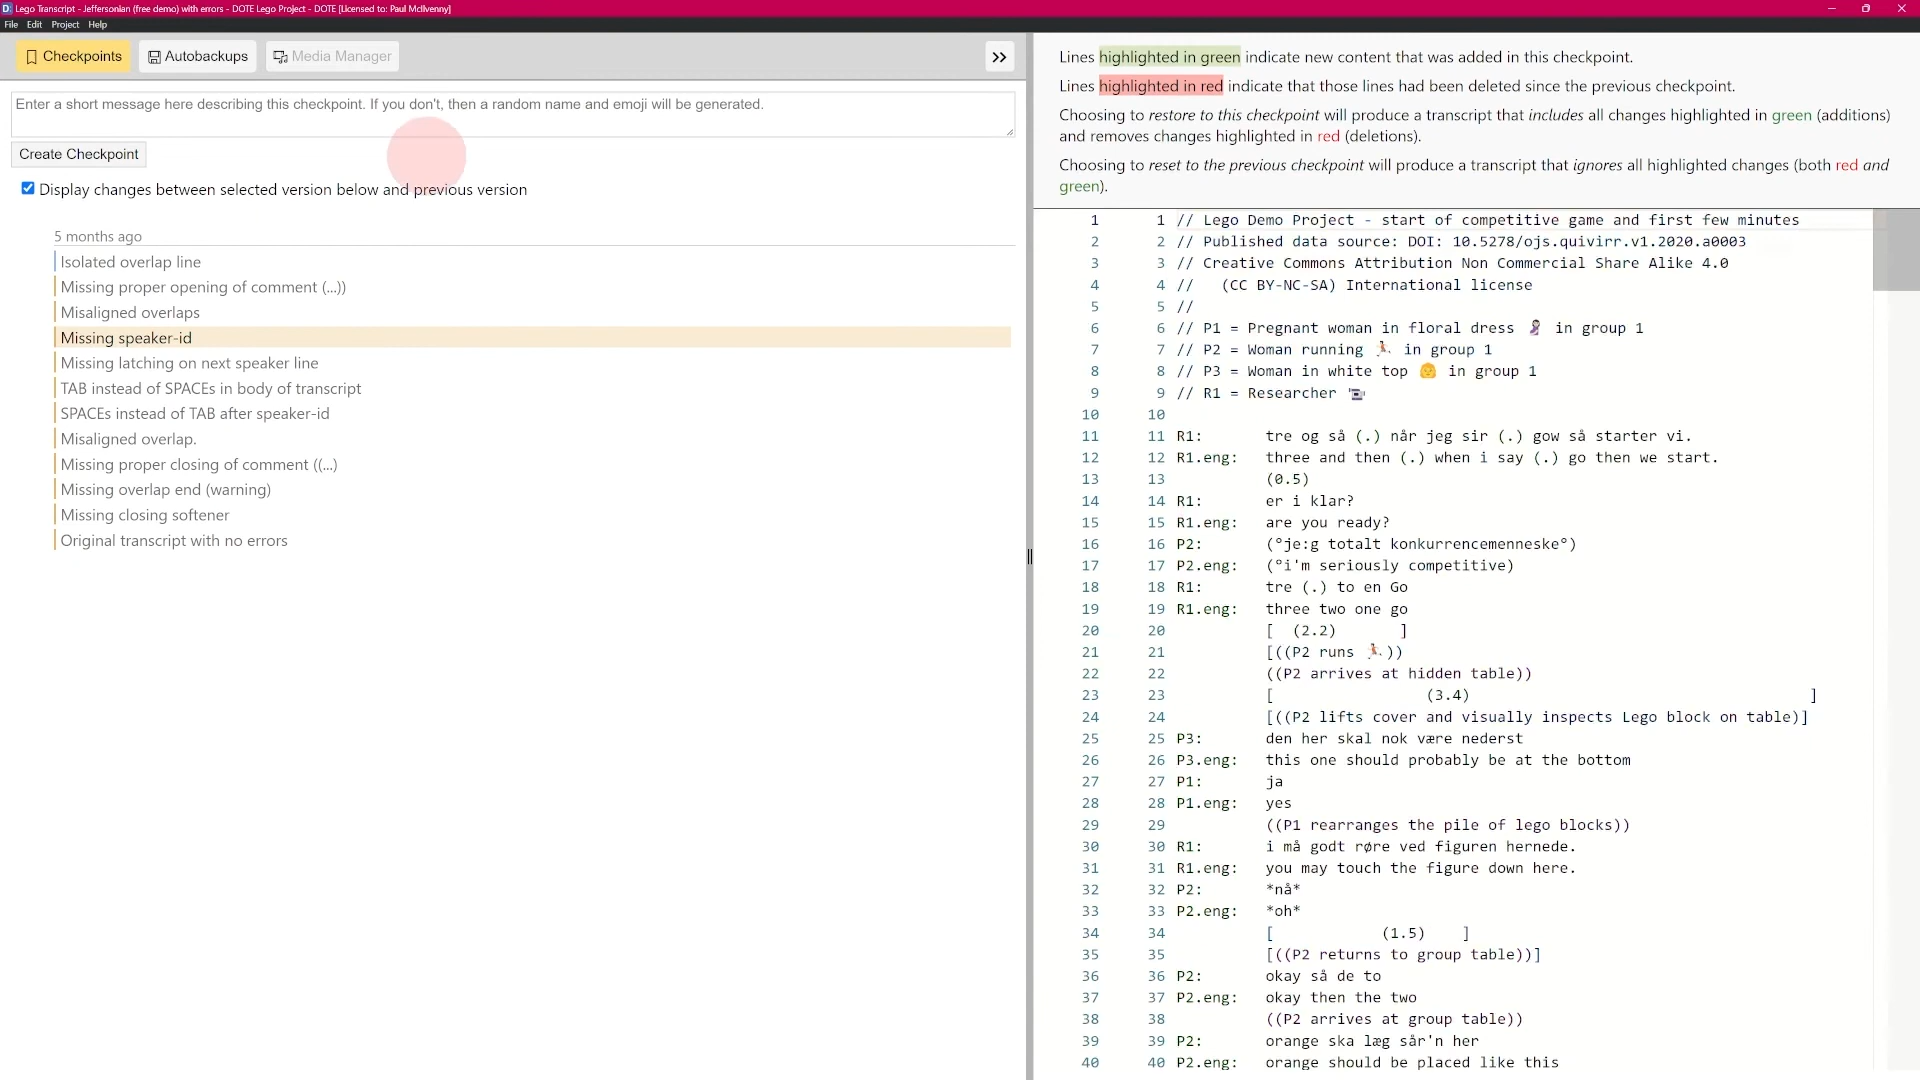 Lego Transcript - Jeffersonian (free demo) with errors - DOTE Lego Project - DOTE [Licensed to: Paul McIlvenny]
File Edit Project Help
Checkpoints Autobackups Media Manager
Enter a short message here describing this checkpoint. If you don't, then a random name and emoji will be generated.
Create Checkpoint
Display changes between selected version below and previous version
5 months ago
Isolated overlap line
Missing proper opening of comment (...))
Misaligned overlaps
Missing speaker-id
Missing latching on next speaker line
TAB instead of SPACEs in body of transcript
SPACEs instead of TAB after speaker-id
Misaligned overlap.
Missing proper closing of comment ((...)
Missing overlap end (warning)
Missing closing softener
Original transcript with no errors
Lines highlighted in green indicate new content that was added in this checkpoint.
Lines highlighted in red indicate that those lines had been deleted since the previous checkpoint.
Choosing to restore to this checkpoint will produce a transcript that includes all changes highlighted in green (additions)
and removes changes highlighted in red (deletions).
Choosing to reset to the previous checkpoint will produce a transcript that ignores all highlighted changes (both red and
green).
1 1 // Lego Demo Project - start of competitive game and first few minutes
2 2 // Published data source: DOI: 10.5278/ojs.quivirr.v1.2020.a0003
3 3 // Creative Commons Attribution Non Commercial Share Alike 4.0
4 4 // (CC BY-NC-SA) International license
5 5 //
6 6 // P1 = Pregnant woman in floral dress 🤰 in group 1
7 7 // P2 = Woman running 🏃 in group 1
8 8 // P3 = Woman in white top 🙆 in group 1
9 9 // R1 = Researcher 📹
10 10
11 11 R1: tre og så (.) når jeg sir (.) gow så starter vi.
12 12 R1.eng: three and then (.) when i say (.) go then we start.
13 13 (0.5)
14 14 R1: er i klar?
15 15 R1.eng: are you ready?
16 16 P2: (°je:g totalt konkurrencemenneske°)
17 17 P2.eng: (°i'm seriously competitive)
18 18 R1: tre (.) to en Go
19 19 R1.eng: three two one go
20 20 [ (2.2) ]
21 21 [((P2 runs 🏃))
22 22 ((P2 arrives at hidden table))
23 23 [ (3.4) ]
24 24 [((P2 lifts cover and visually inspects Lego block on table)]
25 25 P3: den her skal nok være nederst
26 26 P3.eng: this one should probably be at the bottom
27 27 P1: ja
28 28 P1.eng: yes
29 29 ((P1 rearranges the pile of lego blocks))
30 30 R1: i må godt røre ved figuren hernede.
31 31 R1.eng: you may touch the figure down here.
32 32 P2: *nå*
33 33 P2.eng: *oh*
34 34 [ (1.5) ]
35 35 [((P2 returns to group table))]
36 36 P2: okay så de to
37 37 P2.eng: okay then the two
38 38 ((P2 arrives at group table))
39 39 P2: orange ska læg sår'n her
40 40 P2.eng: orange should be placed like this